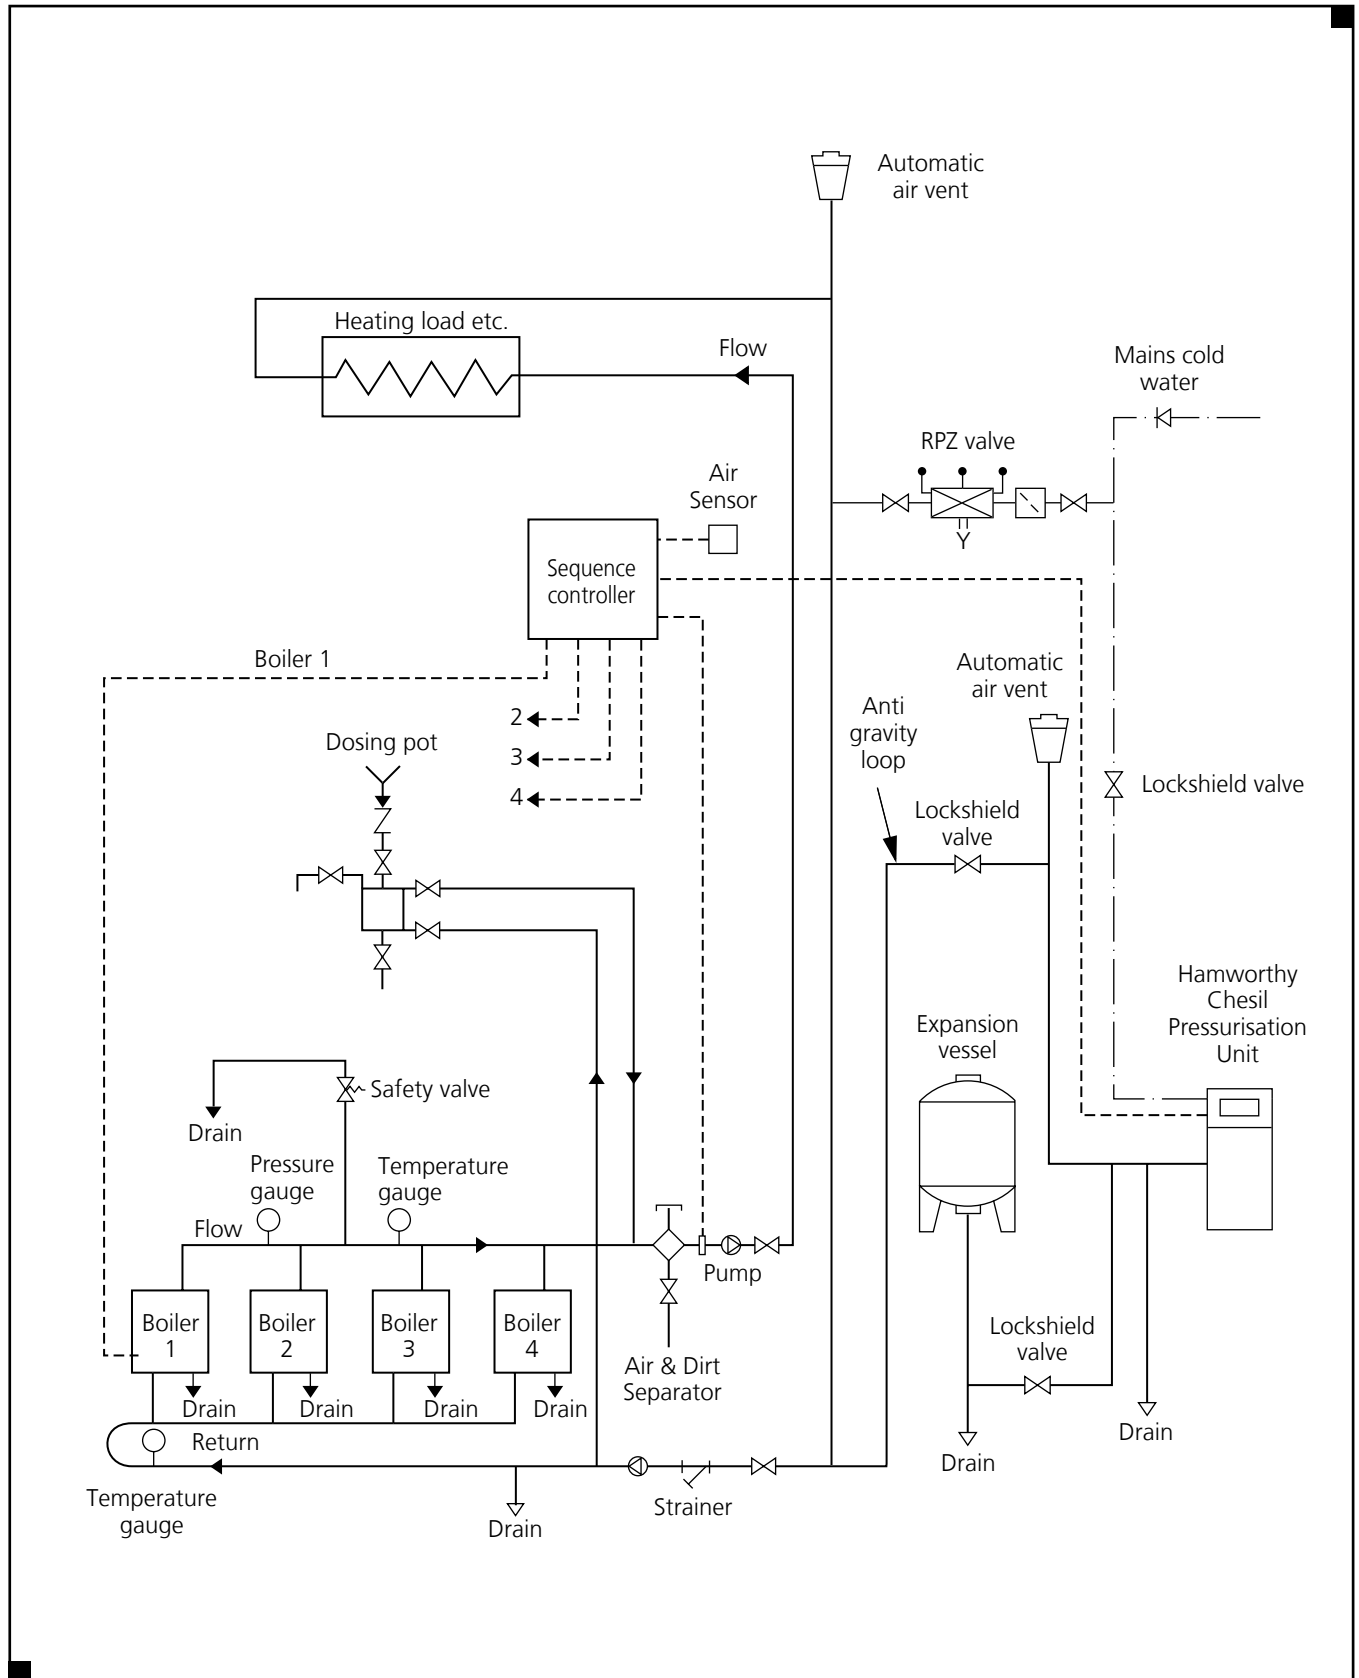 Automatic
air vent
Heating load etc.
Flow
Mains cold
water
RPZ valve
Air
Sensor
Sequence
controller
Boiler 1
Automatic
air vent
Anti
gravity
loop
2
3
4
Dosing pot
Lockshield valve
Lockshield
valve
Hamworthy
Chesil
Pressurisation
Unit
Expansion
vessel
Safety valve
Drain
Pressure
gauge
Temperature
gauge
Flow
Pump
Boiler
1
Boiler
2
Boiler
3
Boiler
4
Lockshield
valve
Air & Dirt
Separator
Drain
Drain
Drain
Drain
Drain
Return
Drain
Temperature
gauge
Strainer
Drain